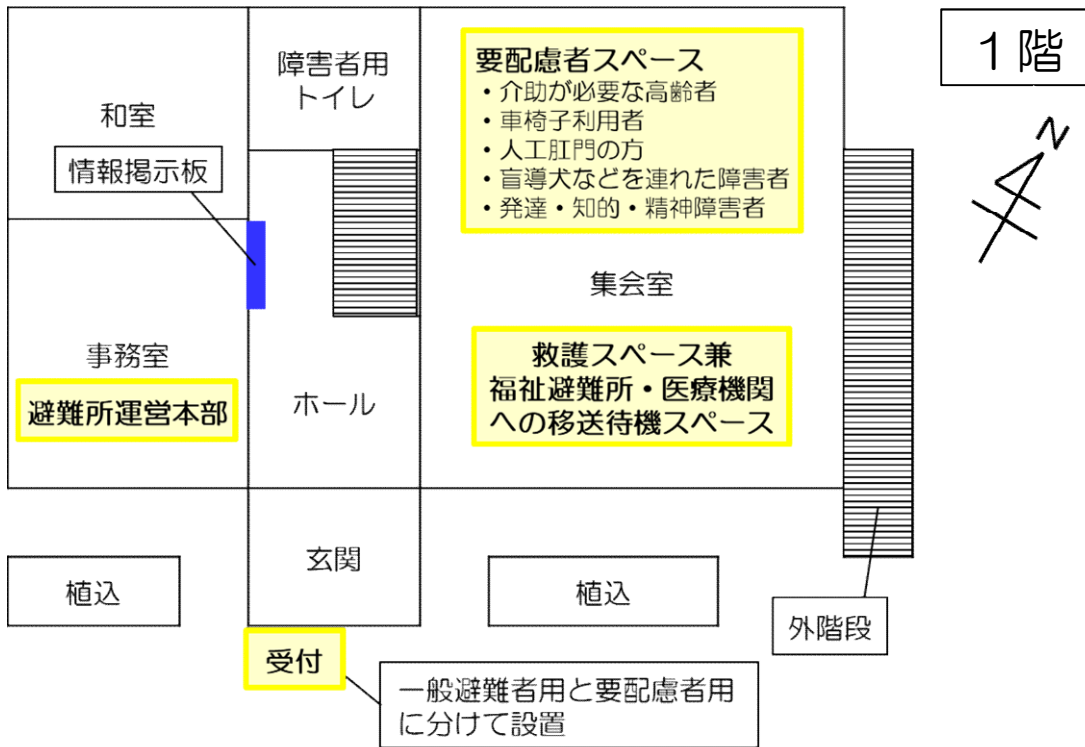 1階
N
障害者用
トイレ
要配慮者スペース
・介助が必要な高齢者
・車椅子利用者
・人工肛門の方
・盲導犬などを連れた障害者
・発達・知的・精神障害者
和室
情報掲示板
集会室
事務室
避難所運営本部
ホール
救護スペース兼
福祉避難所・医療機関
への移送待機スペース
玄関
植込
植込
外階段
受付
一般避難者用と要配慮者用
に分けて設置